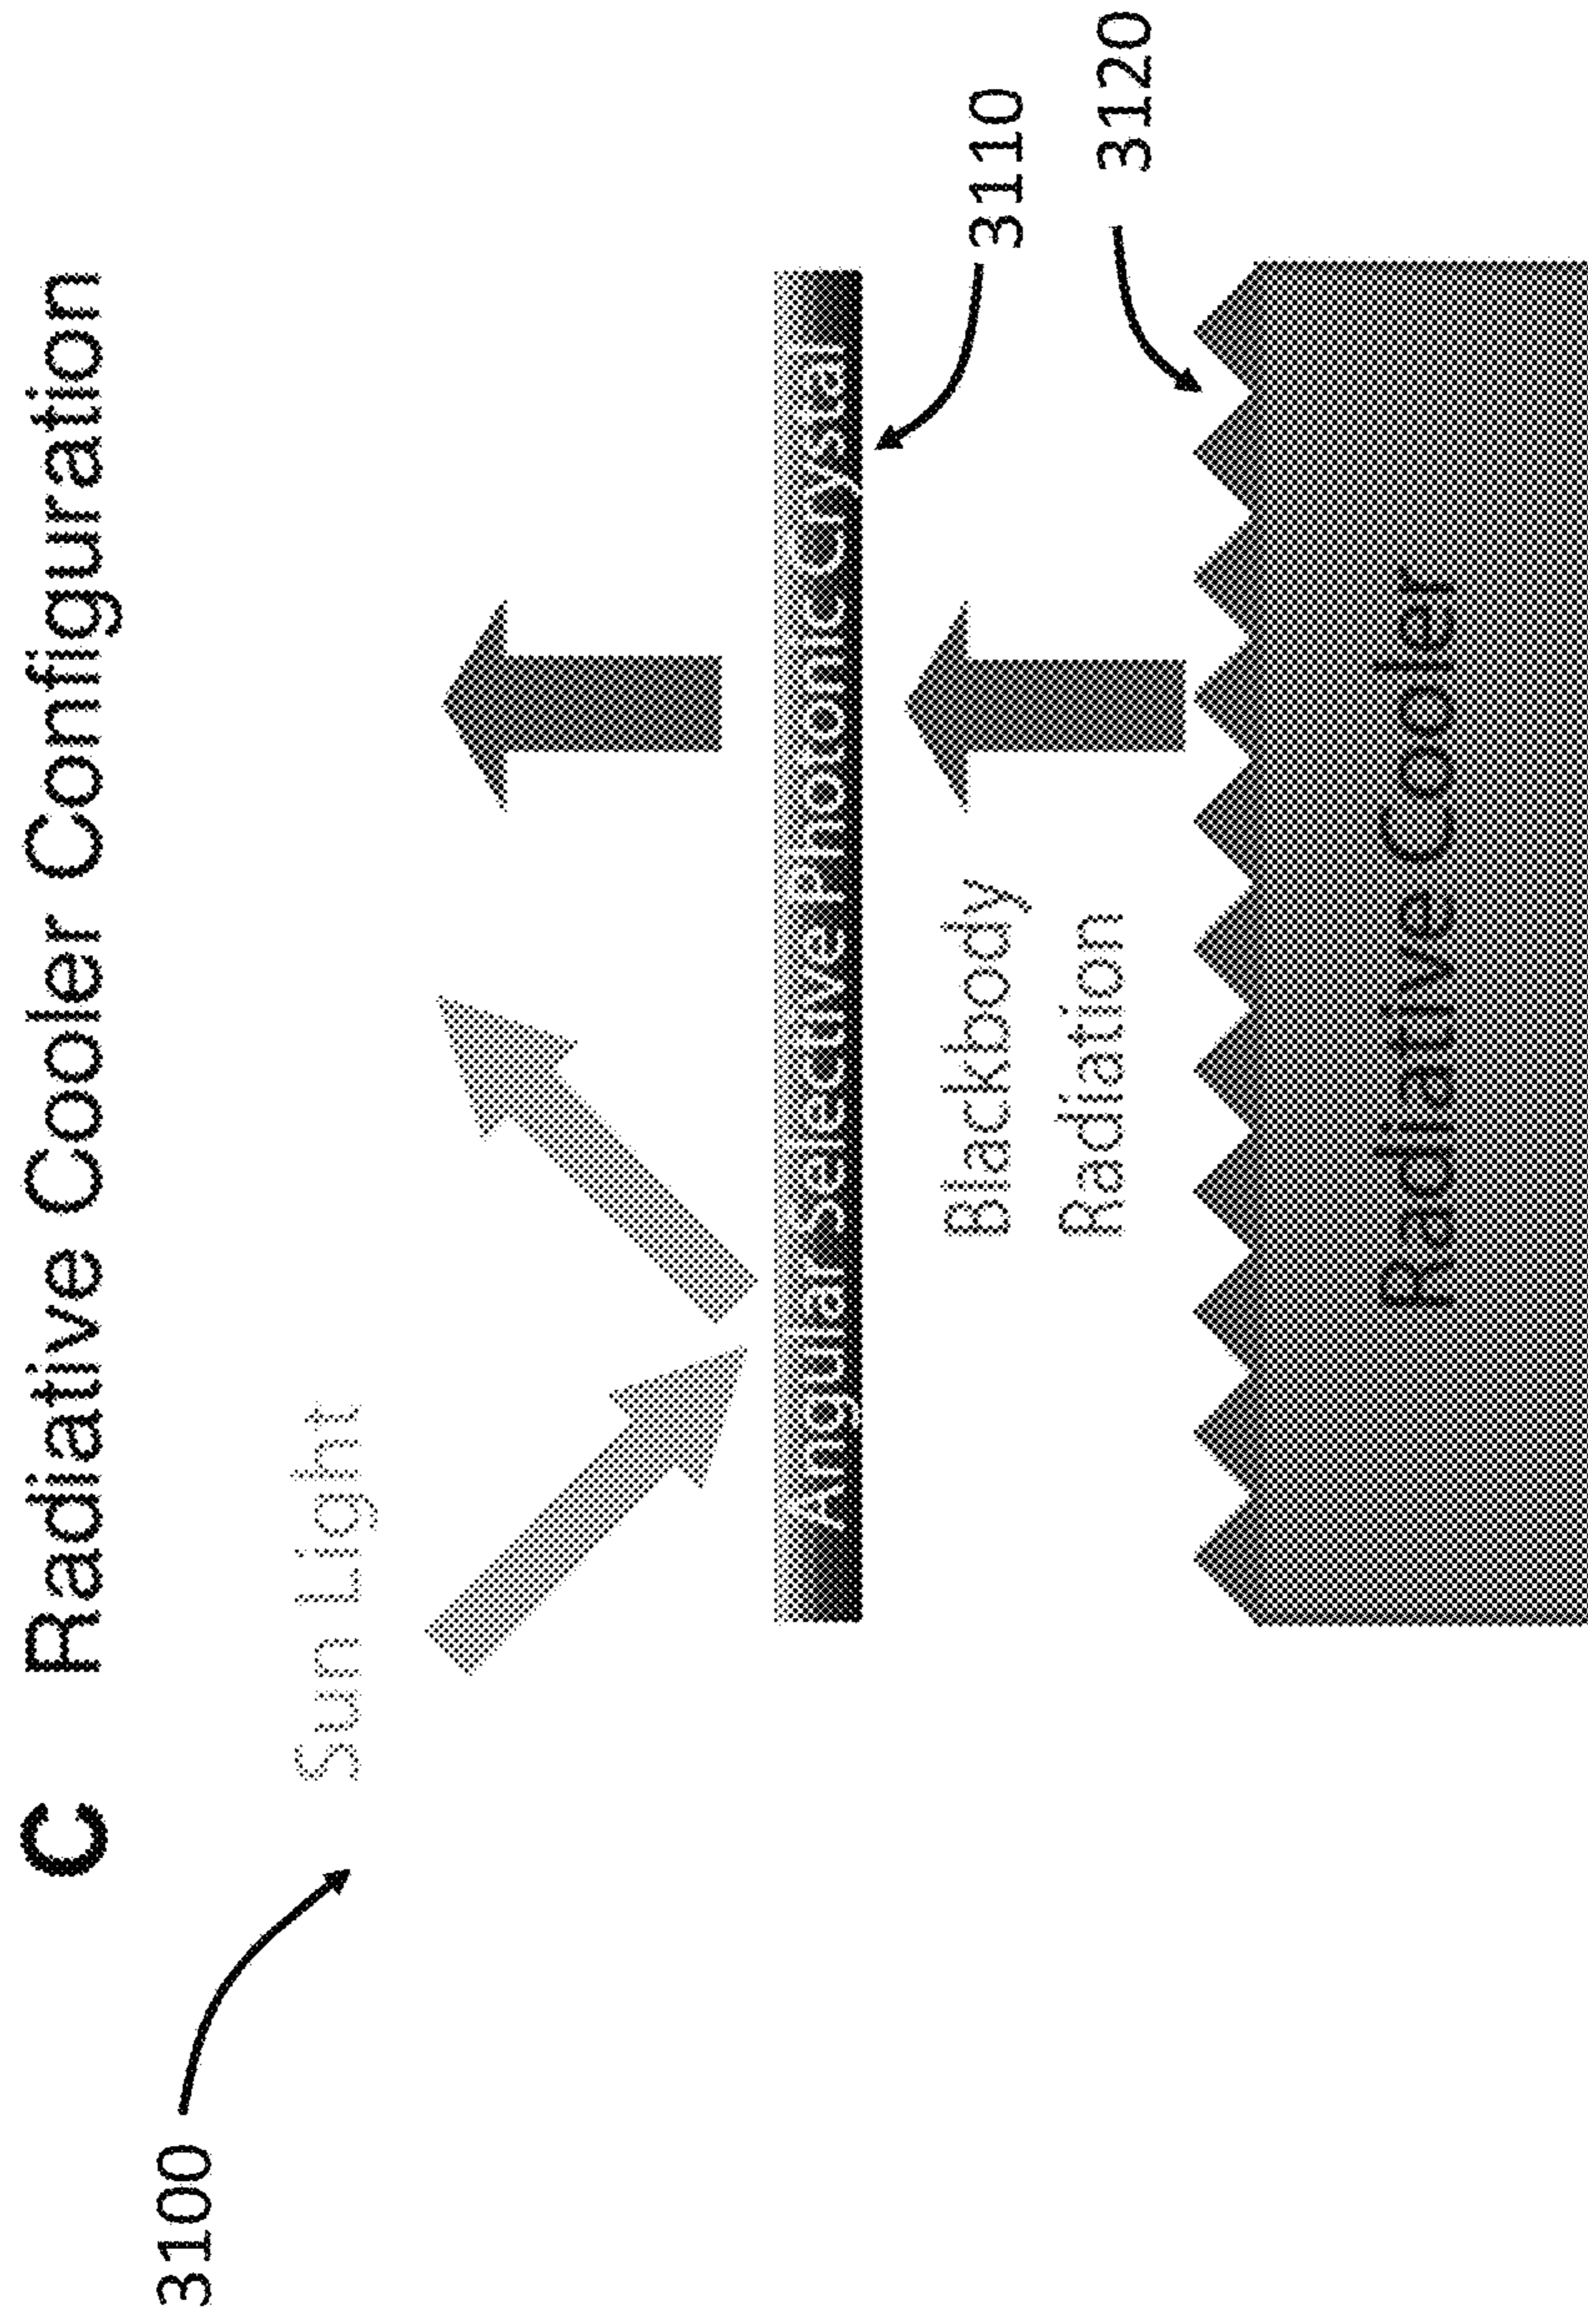 C Radiative Cooler Configuration
3100
Sun Light
Angular Selective Photonic Crystal
3110
Blackbody
Radiation
3120
Radiative Cooler